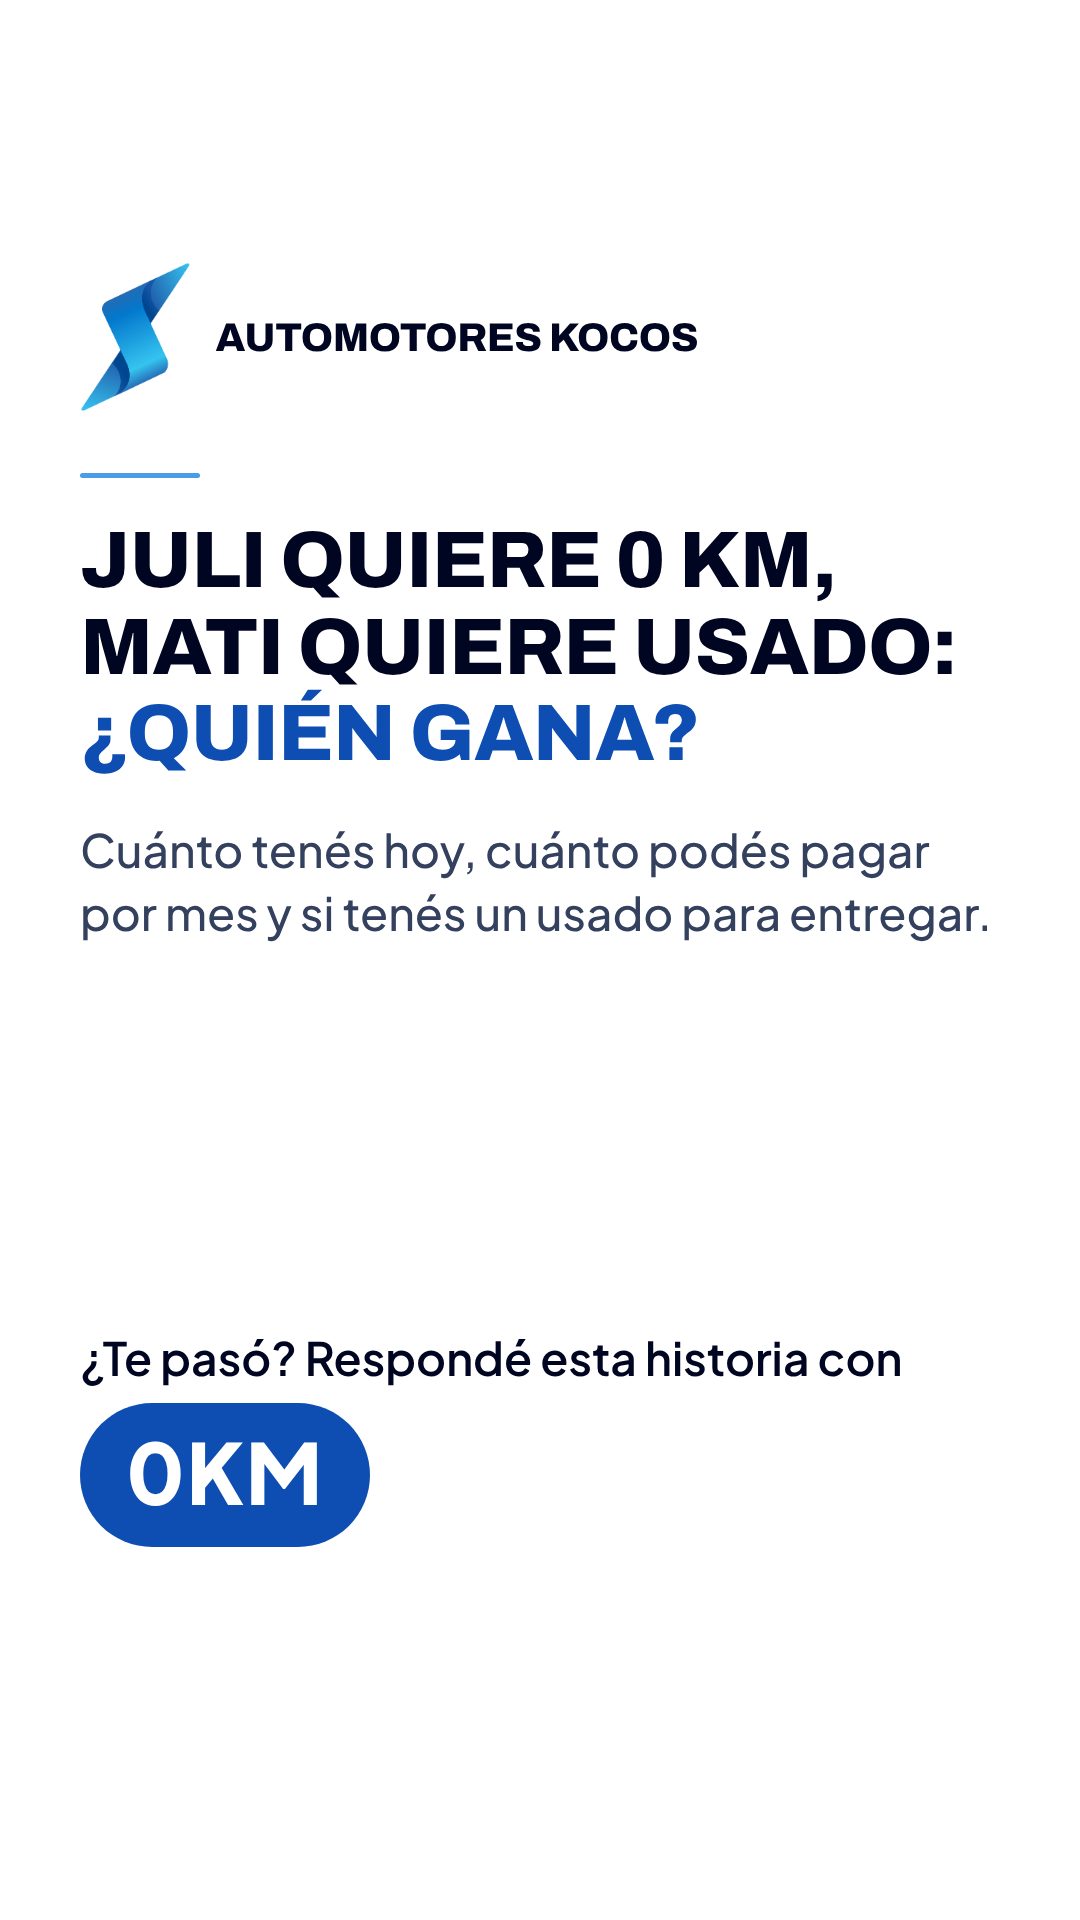 AUTOMOTORES KOCOS
JULI QUIERE 0 KM,
MATI QUIERE USADO:
¿QUIÉN GANA?
Cuánto tenés hoy, cuánto podés pagar
por mes y si tenés un usado para entregar.
¿Te pasó? Respondé esta historia con
0KM